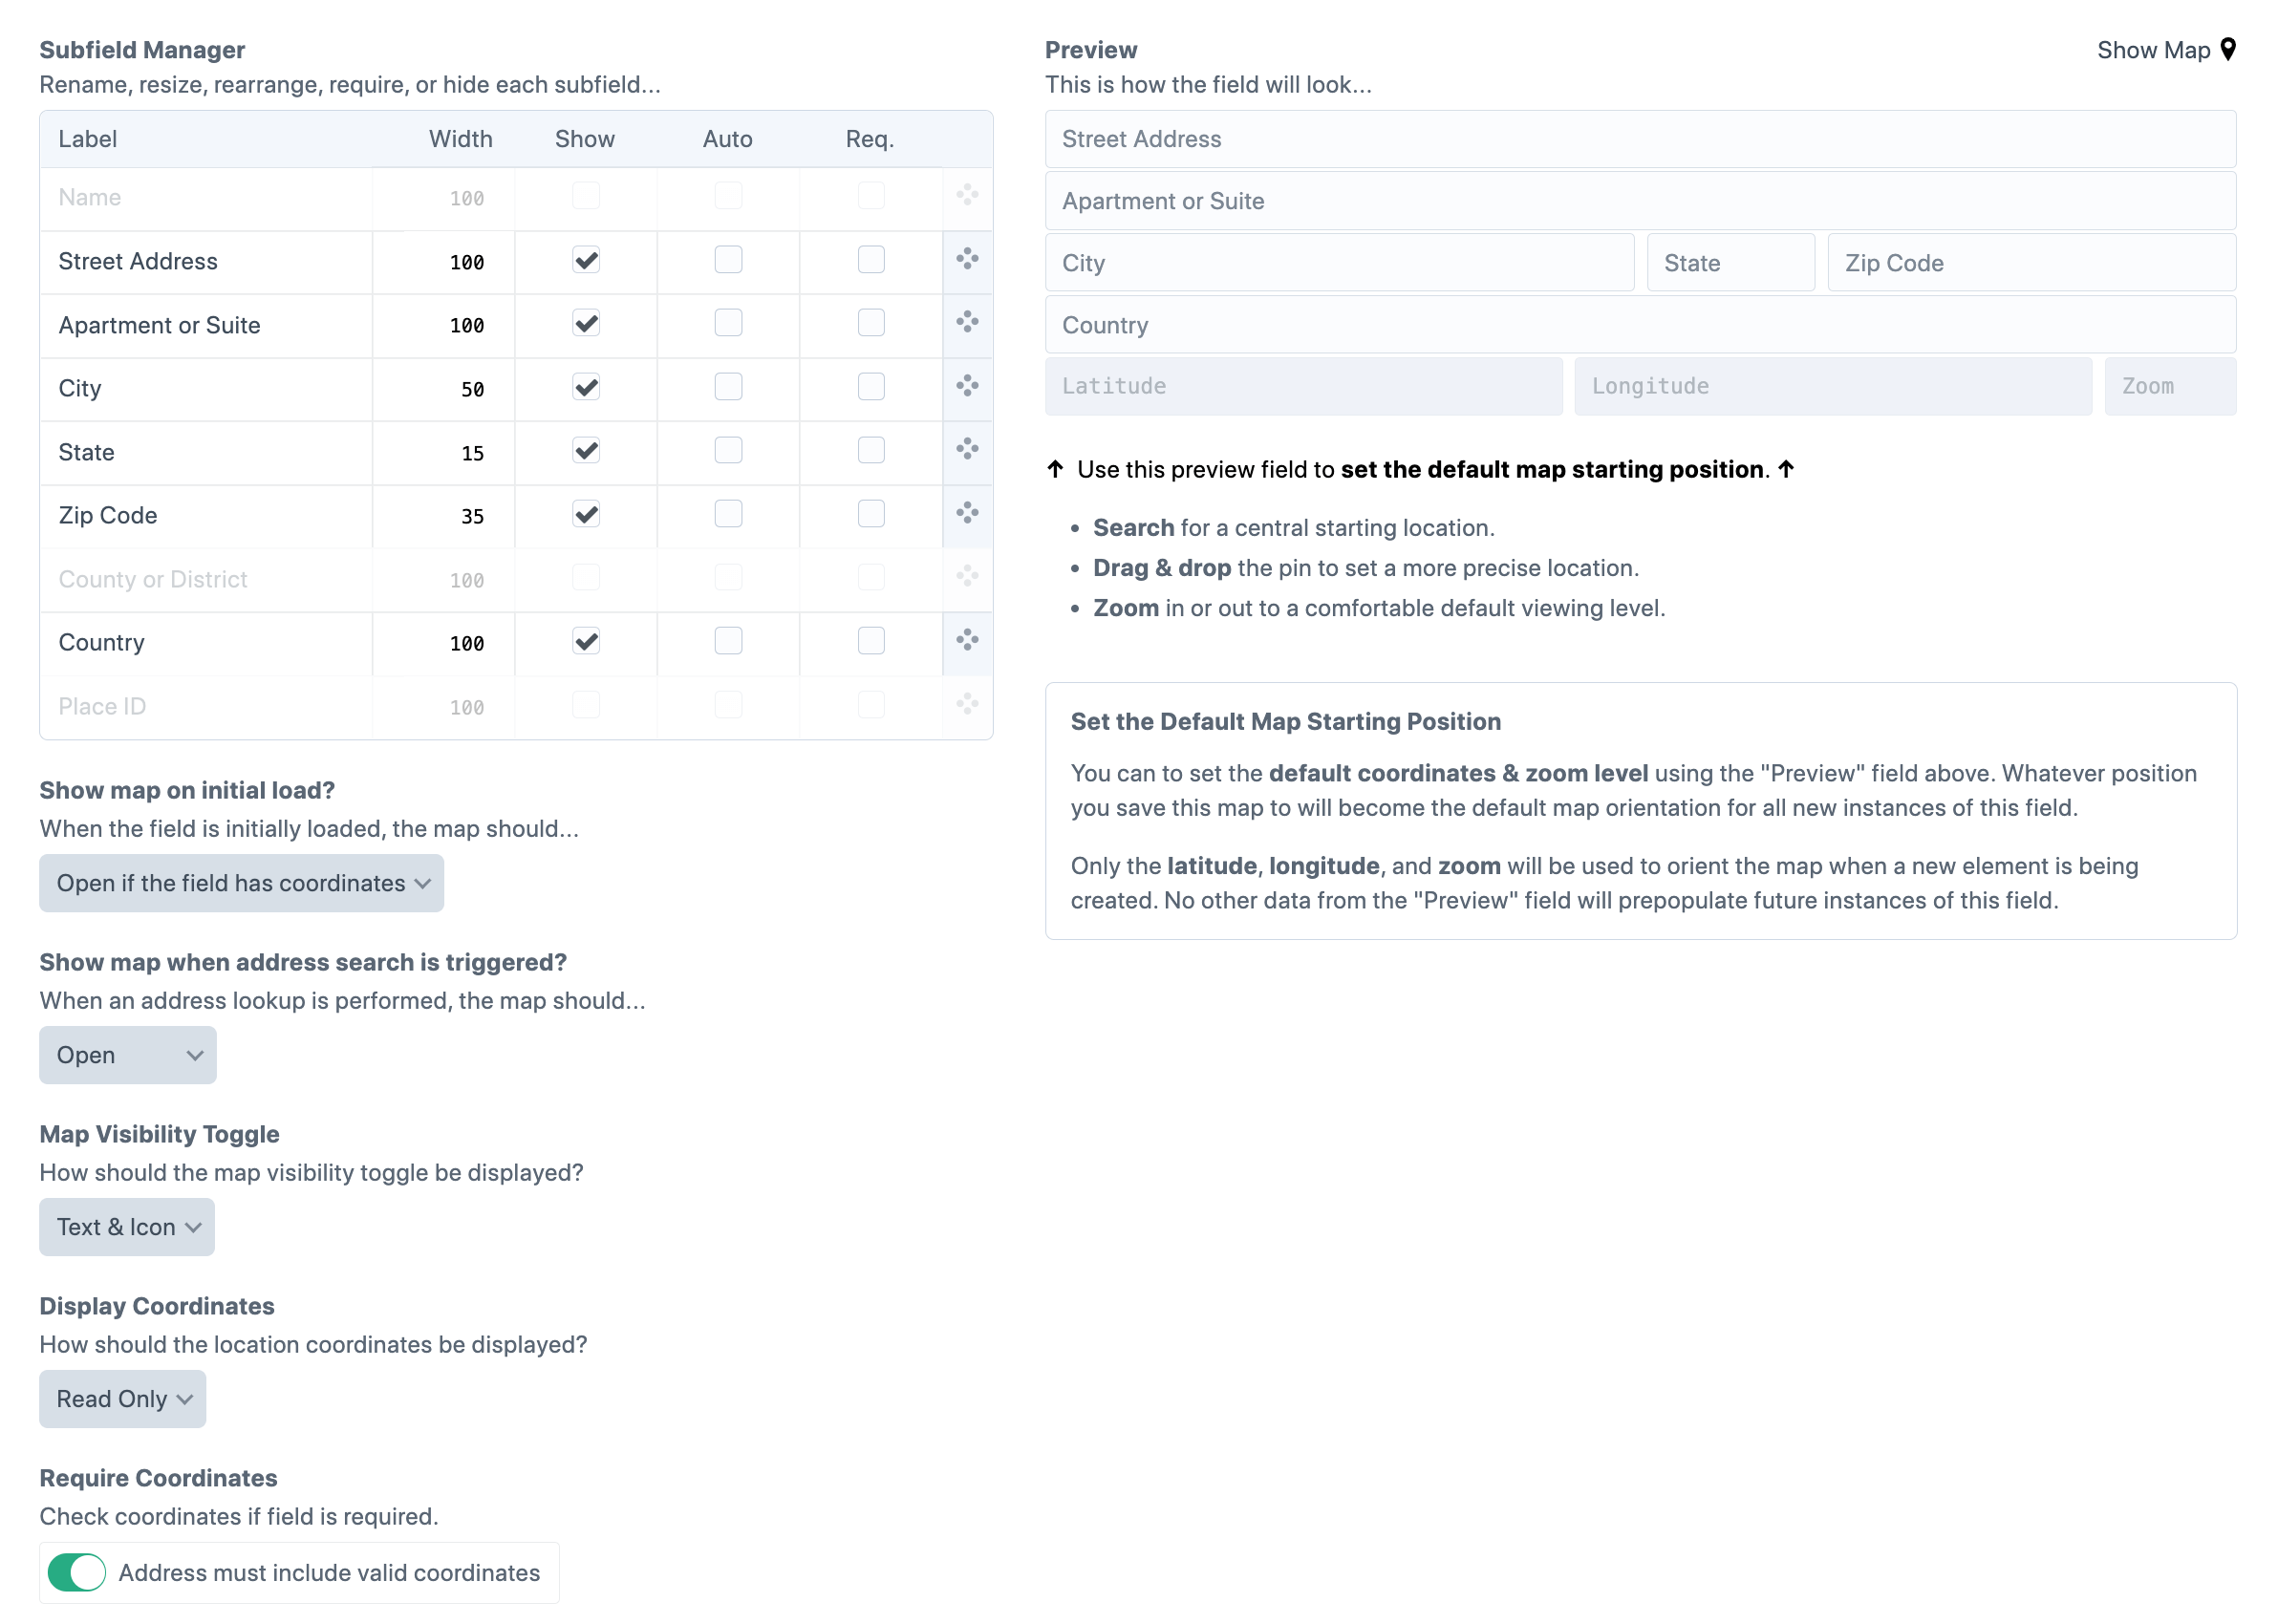 Subfield Manager
Rename, resize, rearrange, require, or hide each subfield...
Label Width Show Auto Req.
Name 100
Street Address 100
Apartment or Suite 100
City 50
State 15
Zip Code 35
County or District 100
Country 100
Place ID 100
Show map on initial load?
When the field is initially loaded, the map should...
Open if the field has coordinates
Show map when address search is triggered?
When an address lookup is performed, the map should...
Open
Map Visibility Toggle
How should the map visibility toggle be displayed?
Text & Icon
Display Coordinates
How should the location coordinates be displayed?
Read Only
Require Coordinates
Check coordinates if field is required.
Address must include valid coordinates
Preview
Show Map
This is how the field will look...
Street Address
Apartment or Suite
City State Zip Code
Country
Latitude Longitude Zoom
↑ Use this preview field to set the default map starting position. ↑
• Search for a central starting location.
• Drag & drop the pin to set a more precise location.
• Zoom in or out to a comfortable default viewing level.
Set the Default Map Starting Position
You can to set the default coordinates & zoom level using the "Preview" field above. Whatever position
you save this map to will become the default map orientation for all new instances of this field.
Only the latitude, longitude, and zoom will be used to orient the map when a new element is being
created. No other data from the "Preview" field will prepopulate future instances of this field.